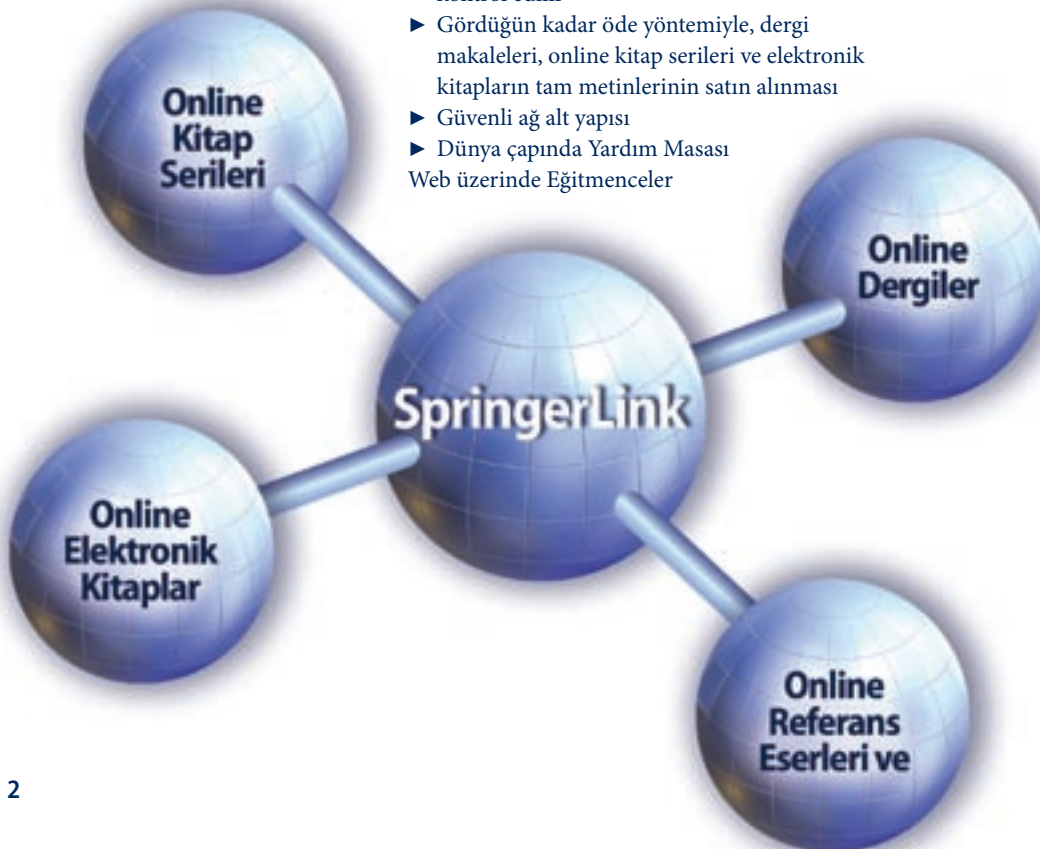 ► Gördüğün kadar öde yöntemiyle, dergi
makaleleri, online kitap serileri ve elektronik
kitapların tam metinlerinin satın alınması
► Güvenli ağ alt yapısı
► Dünya çapında Yardım Masası
Web üzerinde Eğitmenceler
Online
Kitap
Serileri
Online
Dergiler
SpringerLink
Online
Elektronik
Kitaplar
Online
Referans
Eserleri ve
2